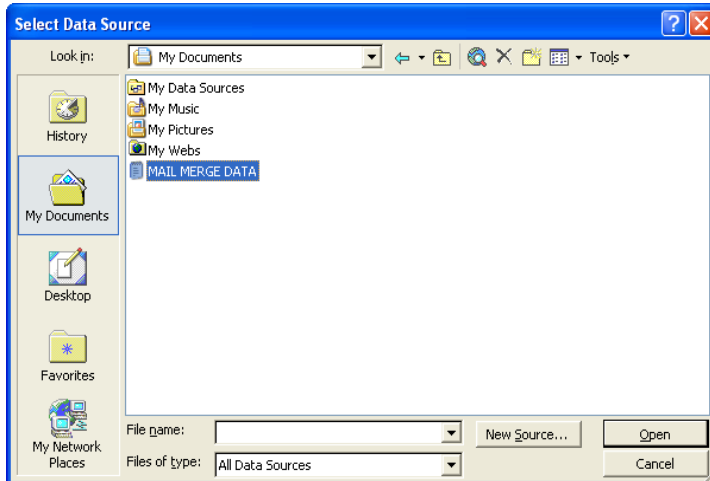 Select Data Source
Look in:
My Documents
Tools
My Data Sources
My Music
My Pictures
My Webs
MAIL MERGE DATA
History
My Documents
Desktop
Favorites
My Network
Places
File name:
New Source...
Open
Files of type:
All Data Sources
Cancel